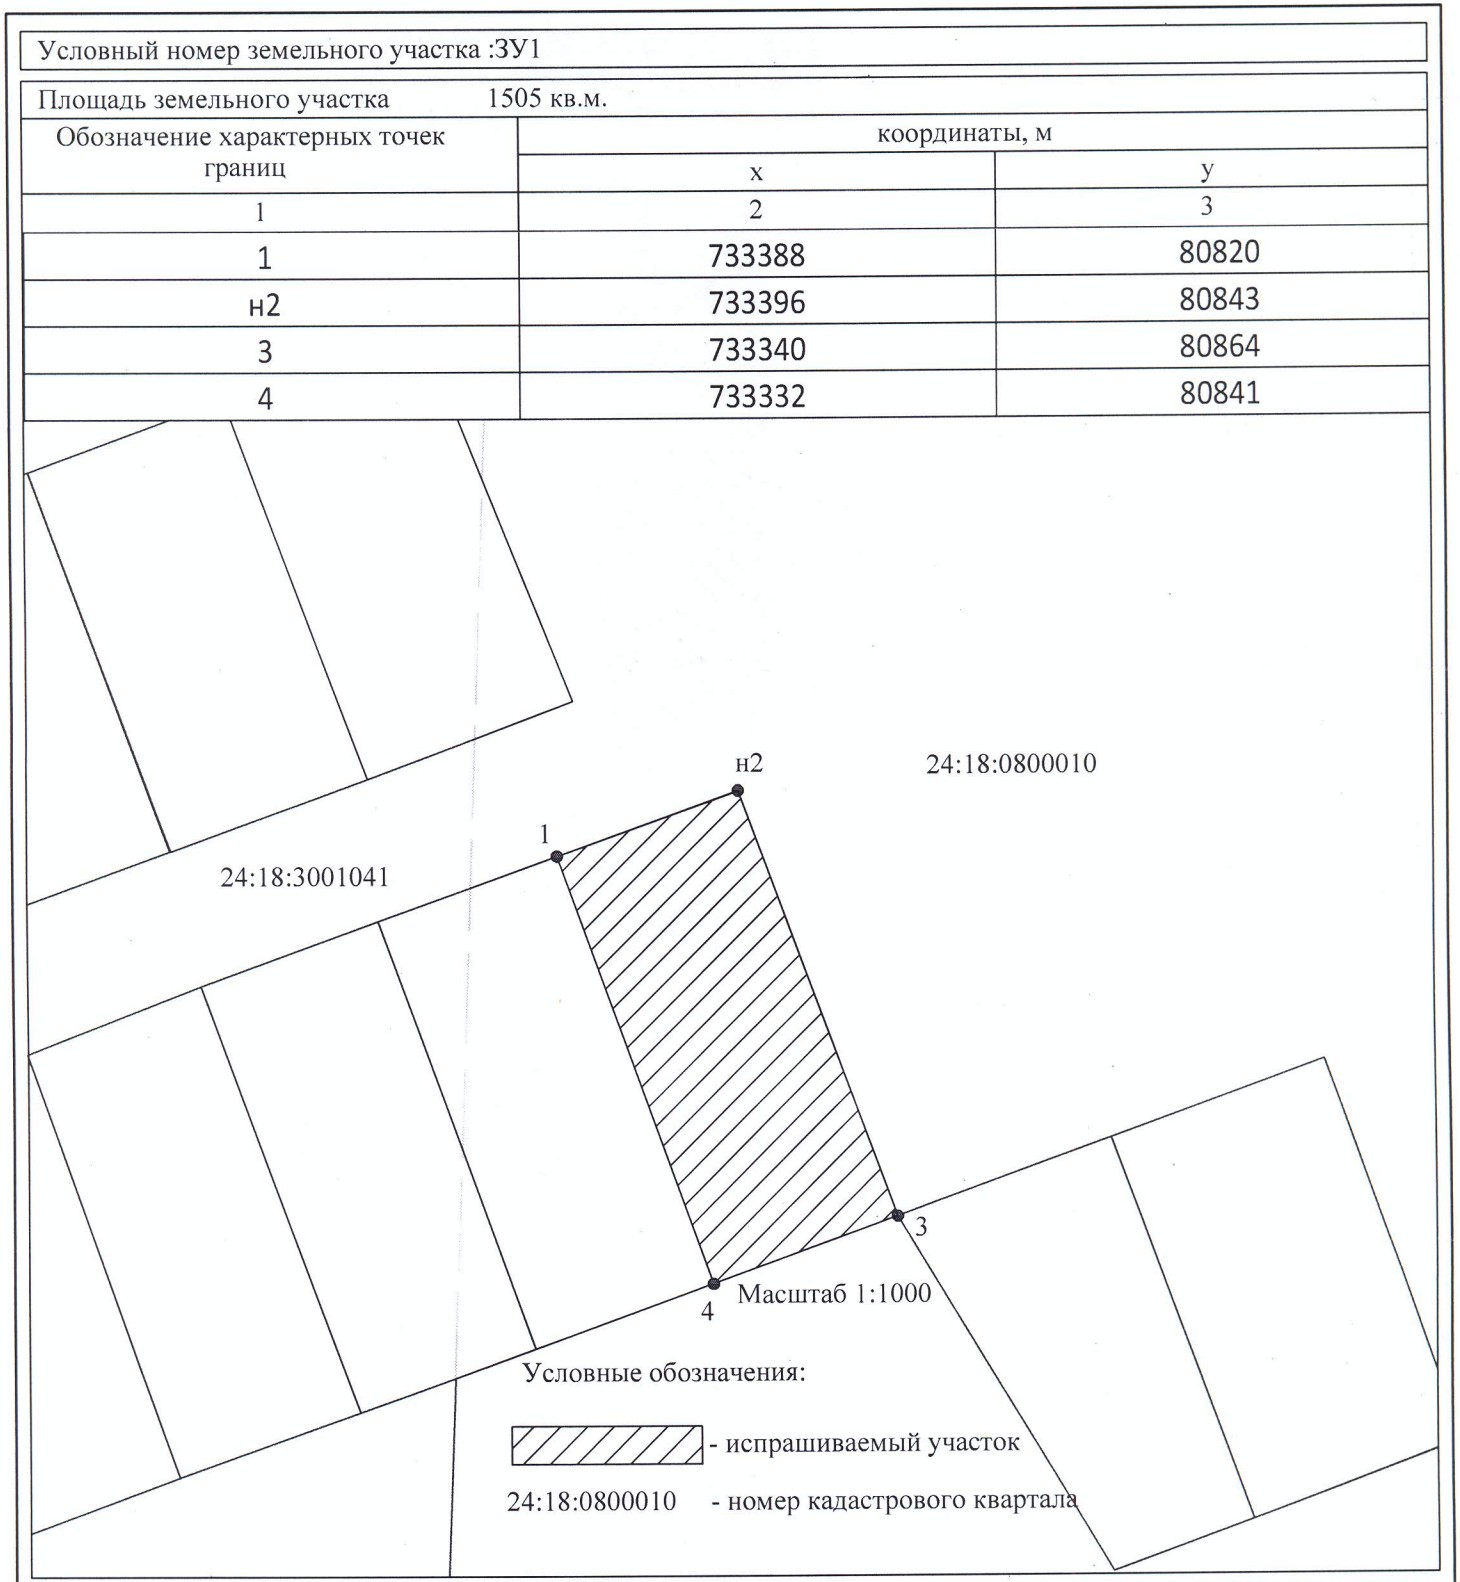 Условный номер земельного участка :ЗУ1
Площадь земельного участка 1505 кв.м.
Обозначение характерных точек границ координаты, м
x y
1 2 3
1 733388 80820
н2 733396 80843
3 733340 80864
4 733332 80841
н2
24:18:0800010
1
24:18:3001041
3
4
Масштаб 1:1000
Условные обозначения:
- испрашиваемый участок
24:18:0800010 - номер кадастрового квартала